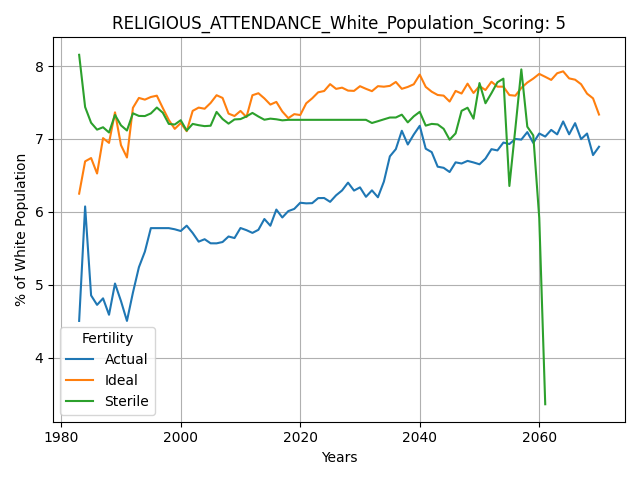 RELIGIOUS_ATTENDANCE_White_Population_Scoring: 5
% of White Population
8
7
6
5
4
Fertility
Actual
Ideal
Sterile
1980 2000 2020 2040 2060
Years